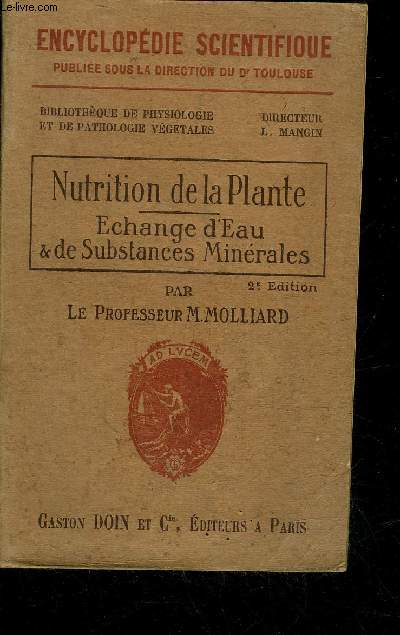 Le-livre.com
ENCYCLOPÉDIE SCIENTIFIQUE
PUBLIÉE SOUS LA DIRECTION DU Dr TOULOUSE
BIBLIOTHÈQUE DE PHYSIOLOGIE
ET DE PATHOLOGIE VÉGÉTALES
DIRECTEUR
L. MANGIN
Nutrition de la Plante
Echange d'Eau
& de Substances Minérales
2e Edition
PAR
LE PROFESSEUR M. MOLLIARD
AD LVCEM
GASTON DOIN ET Cie, ÉDITEURS A PARIS